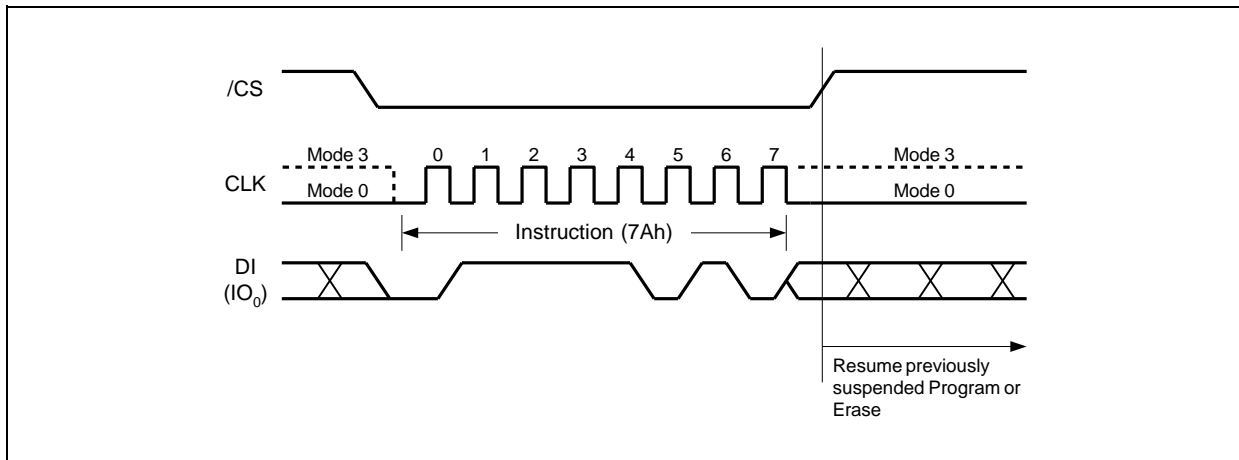 /CS
Mode 3 0 1 2 3 4 5 6 7 Mode 3
CLK
Mode 0 Mode 0
Instruction (7Ah)
DI
(IO0)
Resume previously
suspended Program or
Erase